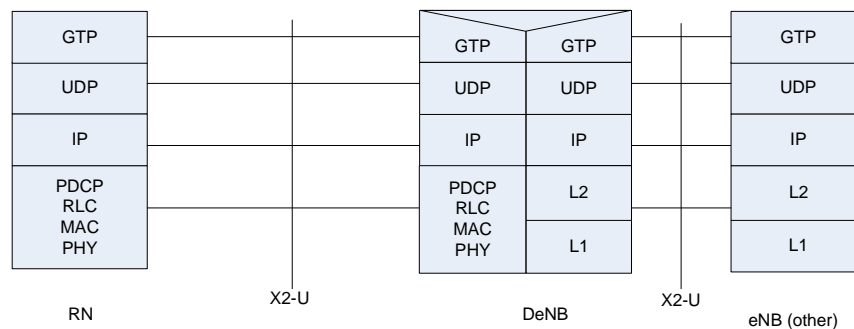 GTP
UDP
IP
PDCP
RLC
MAC
PHY
RN
X2-U
GTP
UDP
IP
PDCP
RLC
MAC
PHY
GTP
UDP
IP
L2
L1
DeNB
X2-U
GTP
UDP
IP
L2
L1
eNB (other)